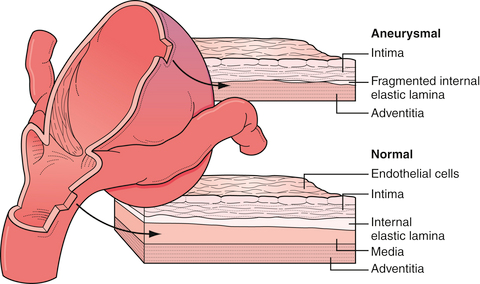 Aneurysmal
Intima
Fragmented internal
elastic lamina
Adventitia
Normal
Endothelial cells
Intima
Internal
elastic lamina
Media
Adventitia